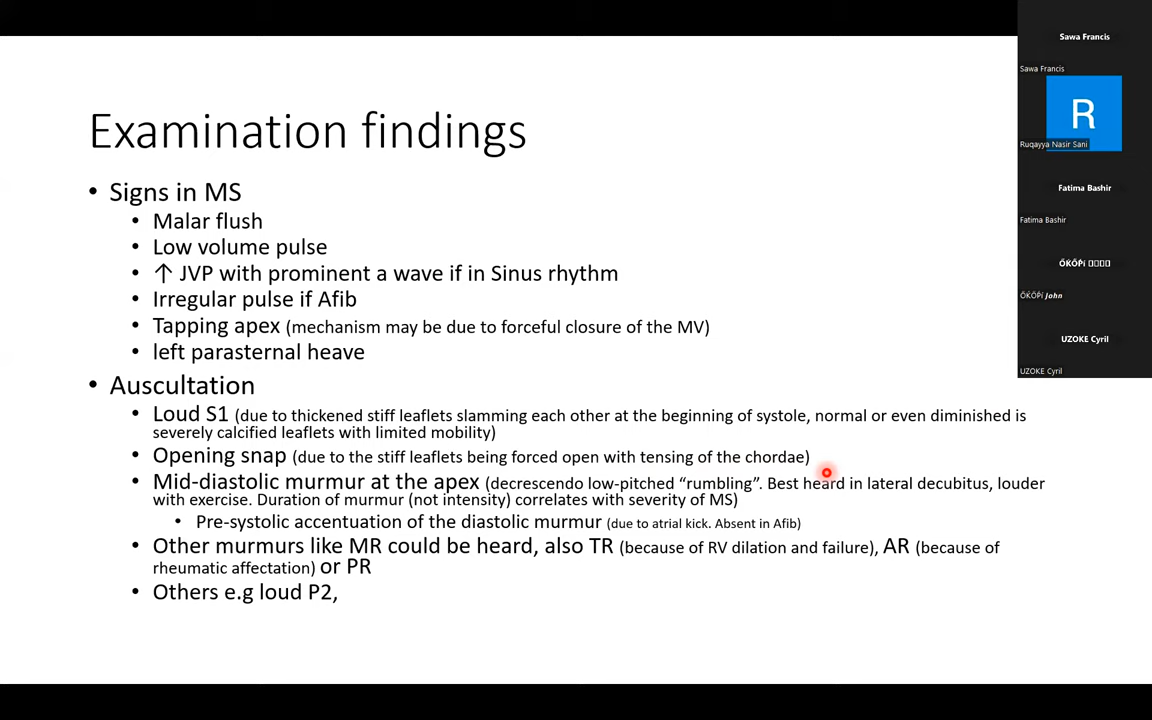 Examination findings
• Signs in MS
• Malar flush
• Low volume pulse
• ↑ JVP with prominent a wave if in Sinus rhythm
• Irregular pulse if Afib
• Tapping apex (mechanism may be due to forceful closure of the MV)
• left parasternal heave
• Auscultation
• Loud S1 (due to thickened stiff leaflets slamming each other at the beginning of systole, normal or even diminished is
severely calcified leaflets with limited mobility)
• Opening snap (due to the stiff leaflets being forced open with tensing of the chordae)
• Mid-diastolic murmur at the apex (decrescendo low-pitched “rumbling”. Best heard in lateral decubitus, louder
with exercise. Duration of murmur (not intensity) correlates with severity of MS)
• Pre-systolic accentuation of the diastolic murmur (due to atrial kick. Absent in Afib)
• Other murmurs like MR could be heard, also TR (because of RV dilation and failure), AR (because of
rheumatic affectation) or PR
• Others e.g loud P2,
Sawa Francis
Sawa Francis
R
Ruqayya Nasir Sani
Fatima Bashir
Fatima Bashir
ŐKŐPí
ŐKŐPí John
UZOKE Cyril
UZOKE Cyril